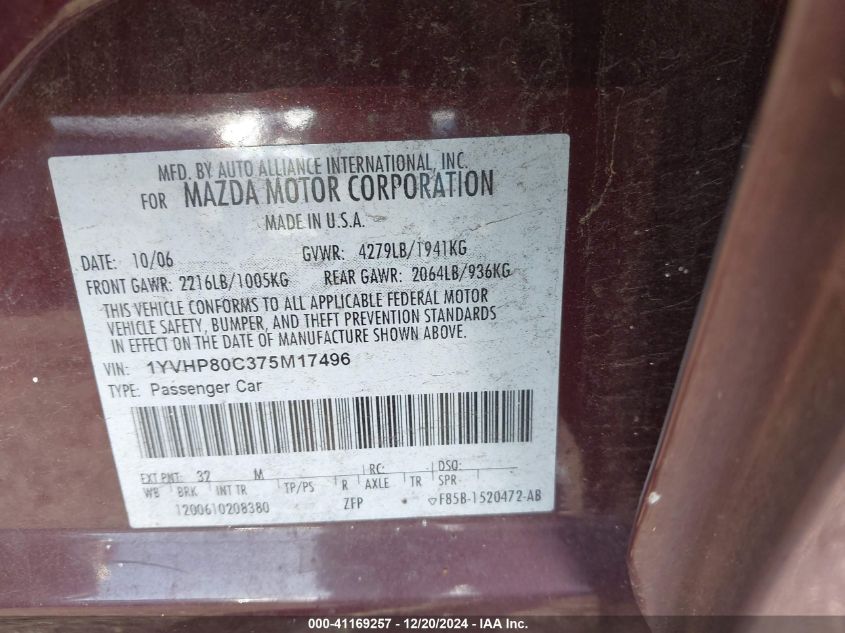 MFD. BY AUTO ALLIANCE INTERNATIONAL, INC.
FOR MAZDA MOTOR CORPORATION
MADE IN U.S.A.
DATE: 10/06 GVWR: 4279LB/1941KG
FRONT GAWR: 2216LB/1005KG REAR GAWR: 2064LB/936KG
THIS VEHICLE CONFORMS TO ALL APPLICABLE FEDERAL MOTOR
VEHICLE SAFETY, BUMPER, AND THEFT PREVENTION STANDARDS
IN EFFECT ON THE DATE OF MANUFACTURE SHOWN ABOVE.
VIN: 1YVHP80C375M17496
TYPE: Passenger Car
EXT PNT: 32 M RC: DSO:
WB BRK INT TR TP/PS R AXLE TR SPR
1200610208380 ZFP F85B-1520472-AB
000-41169257 - 12/20/2024 - IAA Inc.